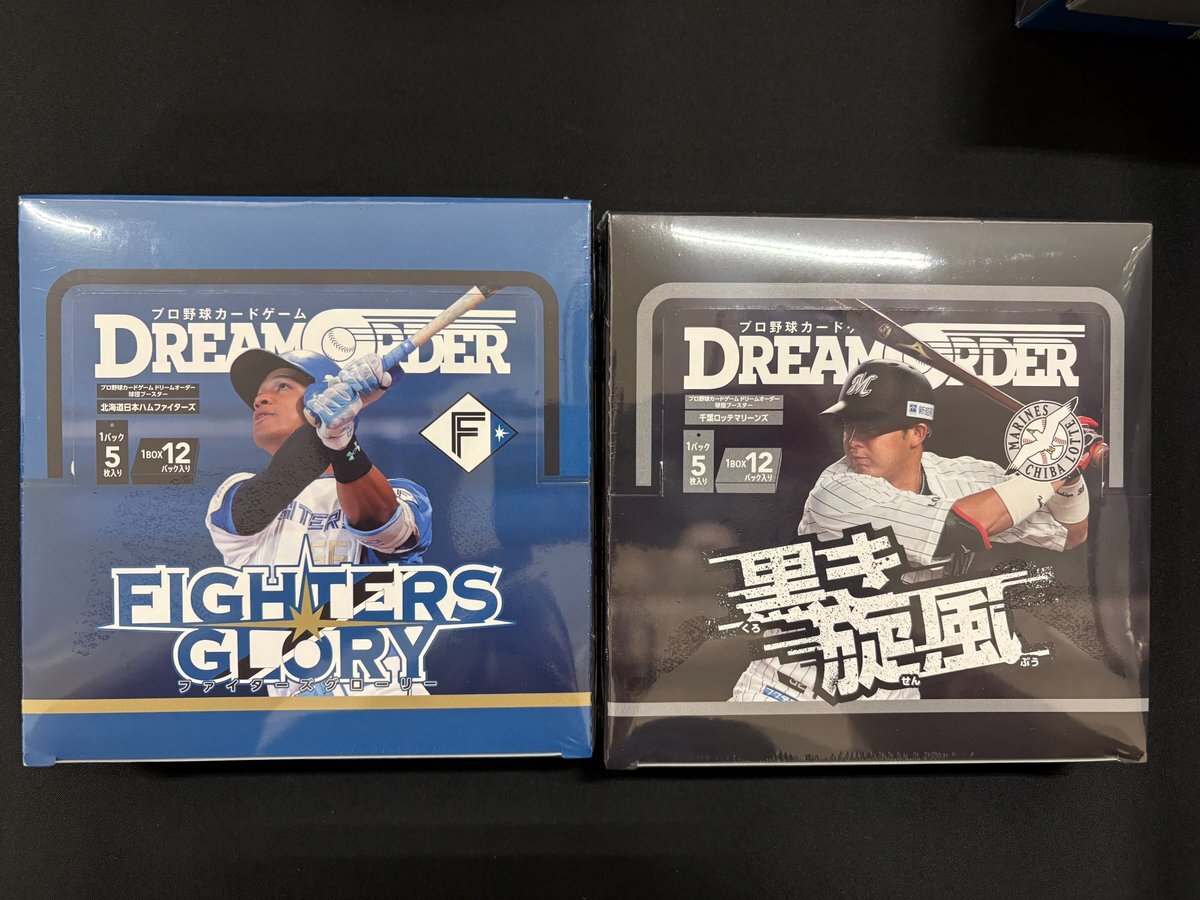 プロ野球カードゲーム
DREAM ORDER
プロ野球カードゲーム ドリームオーダー
球団ブースター
北海道日本ハムファイターズ
1パック
5
枚入り
1BOX 12
パック入り
F
FIGHTERS
FIGHTERS
GLORY
ファイターズグローリー
プロ野球カードゲ
DREAM ORDER
プロ野球カードゲーム ドリームオーダー
球団ブースター
千葉ロッテマリーンズ
1パック
5
枚入り
1BOX 12
パック入り
M
MARINES
CHIBA LOTTE
黒き
くろ
旋風
せん
ぷう